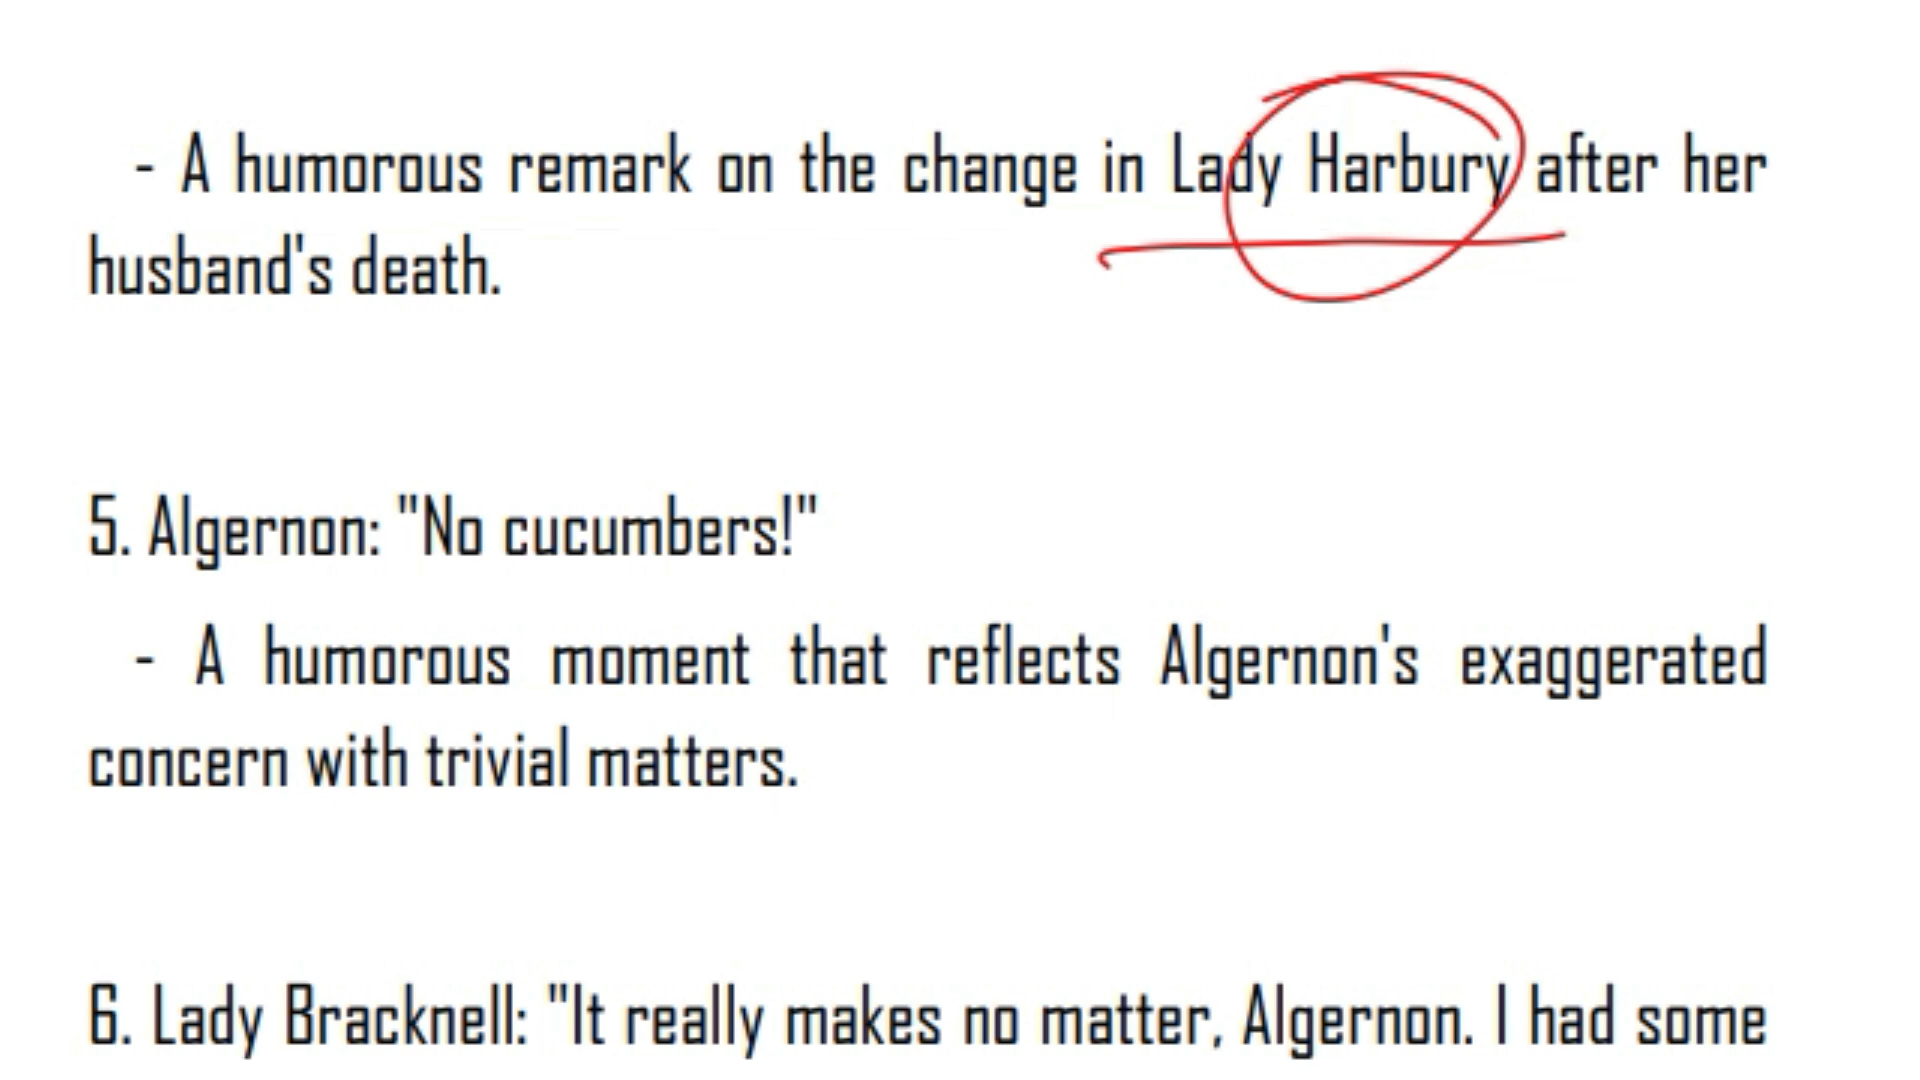 - A humorous remark on the change in Lady Harbury after her
husband's death.
5. Algernon: "No cucumbers!"
- A humorous moment that reflects Algernon's exaggerated
concern with trivial matters.
6. Lady Bracknell: "It really makes no matter, Algernon. I had some